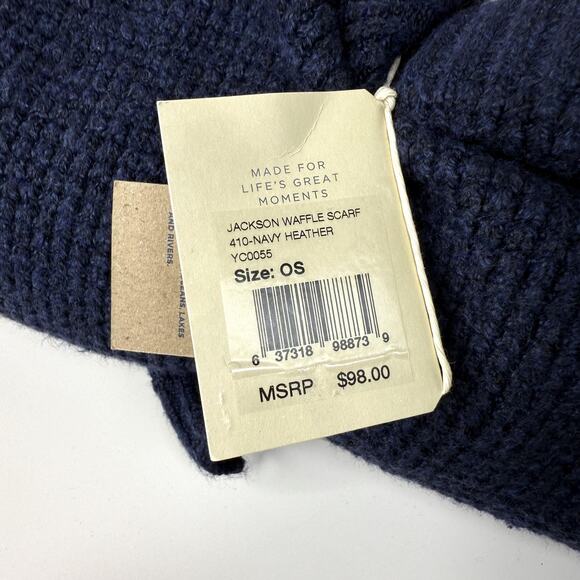 MADE FOR
LIFE'S GREAT
MOMENTS
JACKSON WAFFLE SCARF
410-NAVY HEATHER
YC0055
Size: OS
6 37318 98873 9
MSRP $98.00
EANS, LAKES
AND RIVERS.